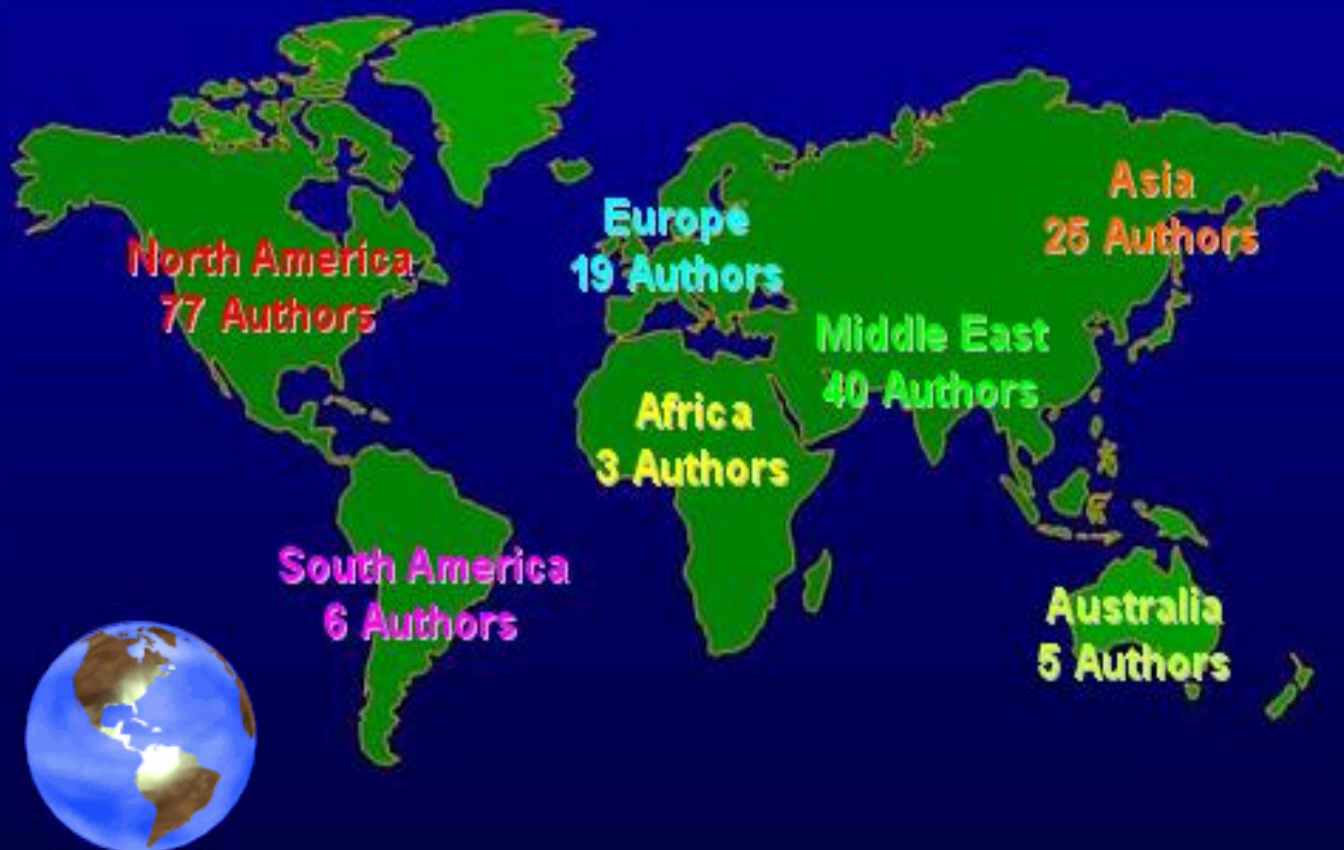 North America
77 Authors
Europe
19 Authors
Asia
25 Authors
Middle East
40 Authors
Africa
3 Authors
South America
6 Authors
Australia
5 Authors